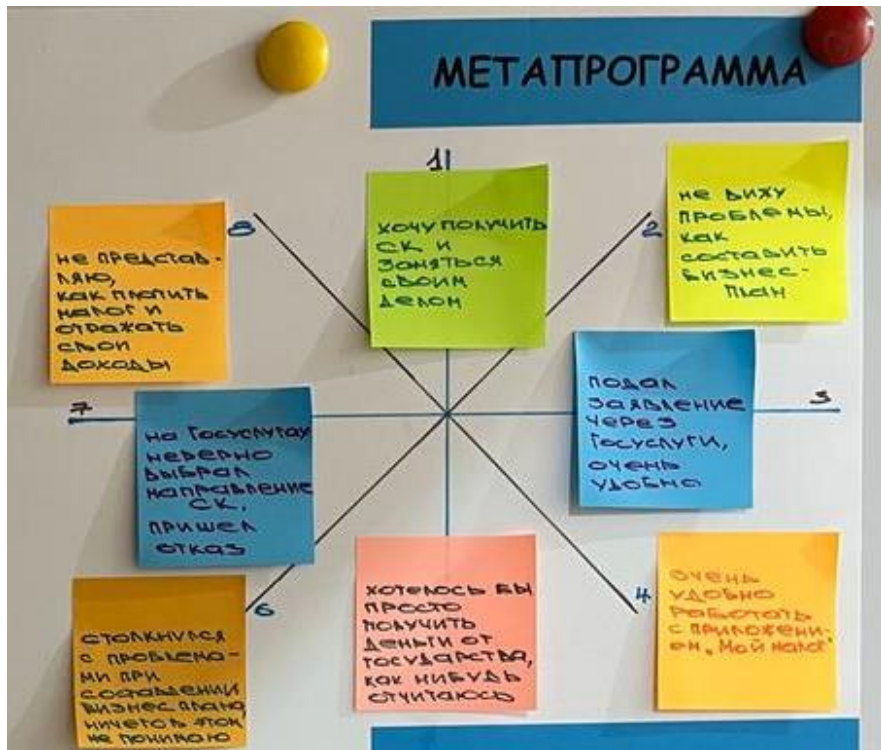 МЕТАПРОГРАММА
1
ХОЧУ ПОЛУЧИТЬ
СК И
ЗАНЯТЬСЯ
СВОИМ
ДЕЛОМ
2
НЕ ВИЖУ
ПРОБЛЕМЫ,
КАК
СОСТАВИТЬ
БИЗНЕС-
ПЛАН
3
ПОДАЛ
ЗАЯВЛЕНИЕ
ЧЕРЕЗ
ГОСУСЛУГИ,
ОЧЕНЬ
УДОБНО
4
ОЧЕНЬ
УДОБНО
РАБОТАТЬ
С ПРИЛОЖЕНИ-
ЕМ „МОЙ НАЛОГ"
ХОТЕЛОСЬ БЫ
ПРОСТО
ПОЛУЧИТЬ
ДЕНЬГИ ОТ
ГОСУДАРСТВА,
КАК НИБУДЬ
ОТЧИТАЮСЬ
6
СТОЛКНУЛСЯ
С ПРОБЛЕМА-
МИ ПРИ
СОСТАВЛЕНИИ
БИЗНЕС ПЛАНА,
НИЧЕГО В ЭТОМ
НЕ ПОНИМАЮ
7
НА ГОСУСЛУГАХ
НЕВЕРНО
ВЫБРАЛ
НАПРАВЛЕНИЕ
СК,
ПРИШЕЛ
ОТКАЗ
8
НЕ ПРЕДСТАВ-
ЛЯЮ,
КАК ПЛАТИТЬ
НАЛОГ И
ОТРАЖАТЬ
СВОИ
ДОХОДЫ